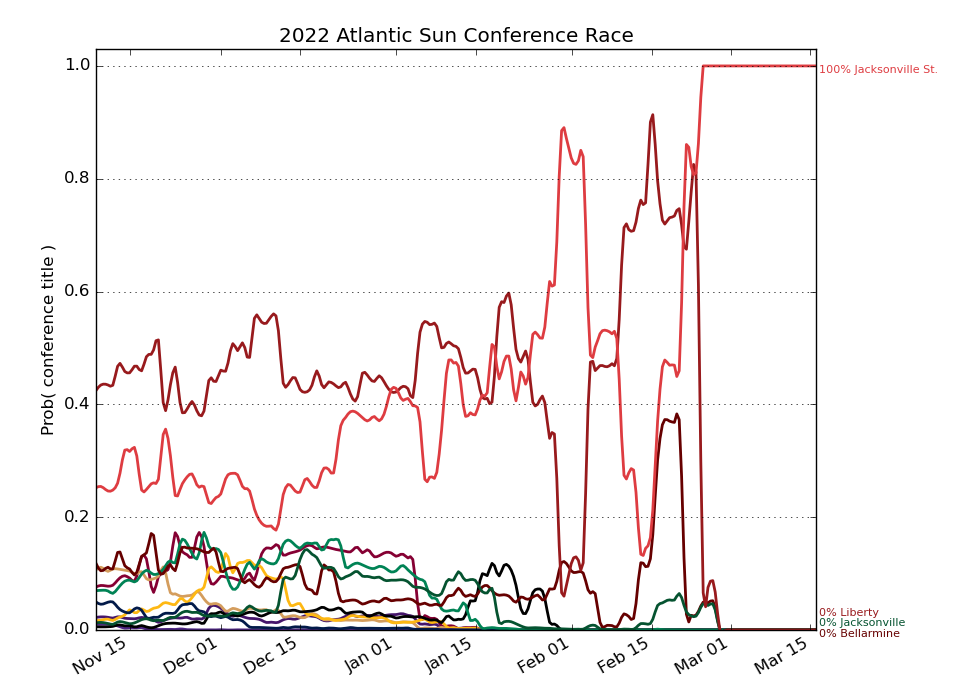 2022 Atlantic Sun Conference Race
Prob( conference title )
1.0
0.8
0.6
0.4
0.2
0.0
100% Jacksonville St.
0% Liberty
0% Jacksonville
0% Bellarmine
Nov 15
Dec 01
Dec 15
Jan 01
Jan 15
Feb 01
Feb 15
Mar 01
Mar 15